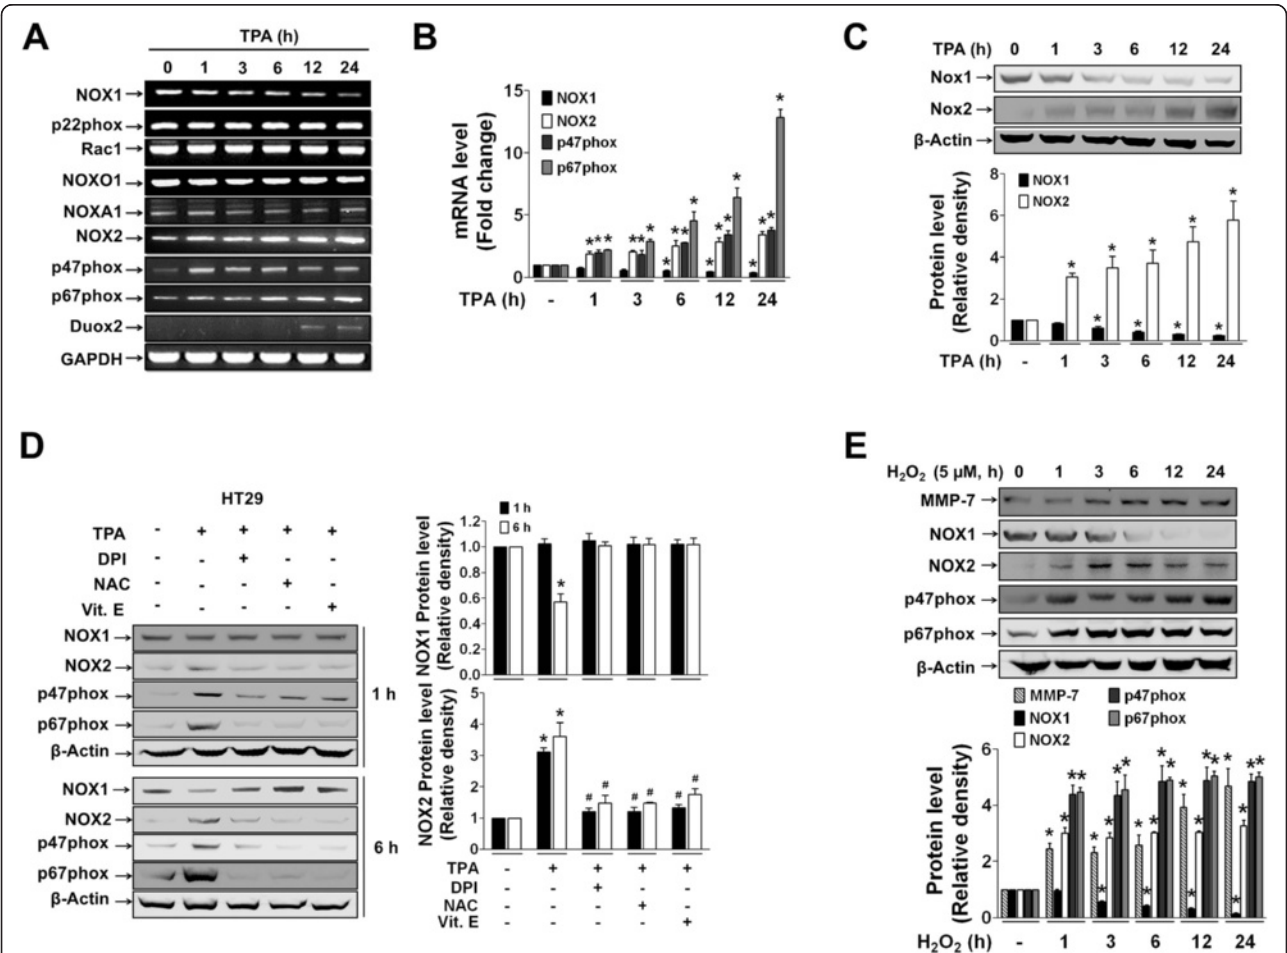 A
TPA (h)
0 1 3 6 12 24
NOX1
p22phox
Rac1
NOXO1
NOXA1
NOX2
p47phox
p67phox
Duox2
GAPDH
B
mRNA level
(Fold change)
15
10
5
0
NOX1
NOX2
p47phox
p67phox
* * * *
* * *
* * * *
* * * *
* * * *
TPA (h) - 1 3 6 12 24
C
TPA (h) 0 1 3 6 12 24
Nox1
Nox2
β-Actin
Protein level
(Relative density)
8
6
4
2
0
NOX1
NOX2
* * * * *
* * * *
TPA (h) - 1 3 6 12 24
D
HT29
TPA - + + + +
DPI - - + - -
NAC - - - + -
Vit. E - - - - +
NOX1
NOX2
p47phox
p67phox
β-Actin
1 h
NOX1
NOX2
p47phox
p67phox
β-Actin
6 h
NOX1 Protein level
(Relative density)
1.2
1.0
0.8
0.6
0.4
0.2
0.0
1 h
6 h
*
NOX2 Protein level
(Relative density)
5
4
3
2
1
0
* *
# # # # # #
TPA - + + + +
DPI - - + - -
NAC - - - + -
Vit. E - - - - +
E
H2O2 (5 µM, h) 0 1 3 6 12 24
MMP-7
NOX1
NOX2
p47phox
p67phox
β-Actin
MMP-7
NOX1
NOX2
p47phox
p67phox
Protein level
(Relative density)
6
4
2
0
* * * *
* * * * *
* * * * *
* * * * *
* * * * *
H2O2 (h) - 1 3 6 12 24